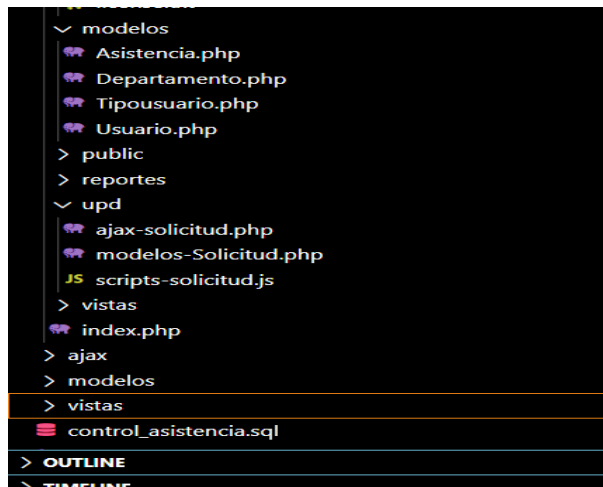 modelos
Asistencia.php
Departamento.php
Tipousuario.php
Usuario.php
public
reportes
upd
ajax-solicitud.php
modelos-Solicitud.php
JS scripts-solicitud.js
vistas
index.php
ajax
modelos
vistas
control_asistencia.sql
OUTLINE
TIMELINE